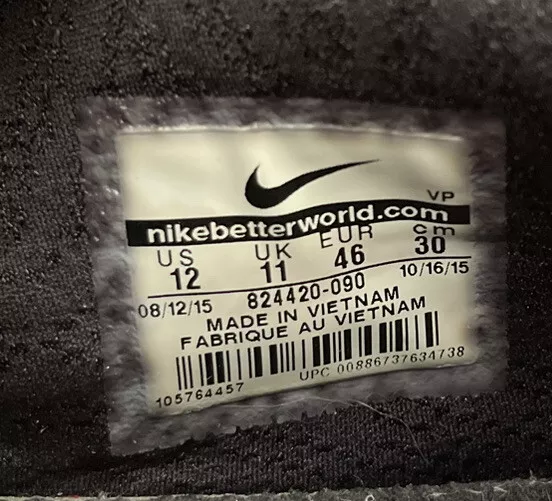 VP
nikebetterworld.com
US UK EUR cm
12 11 46 30
08/12/15 824420-090 10/16/15
MADE IN VIETNAM
FABRIQUE AU VIETNAM
105764457 UPC 00886737634738